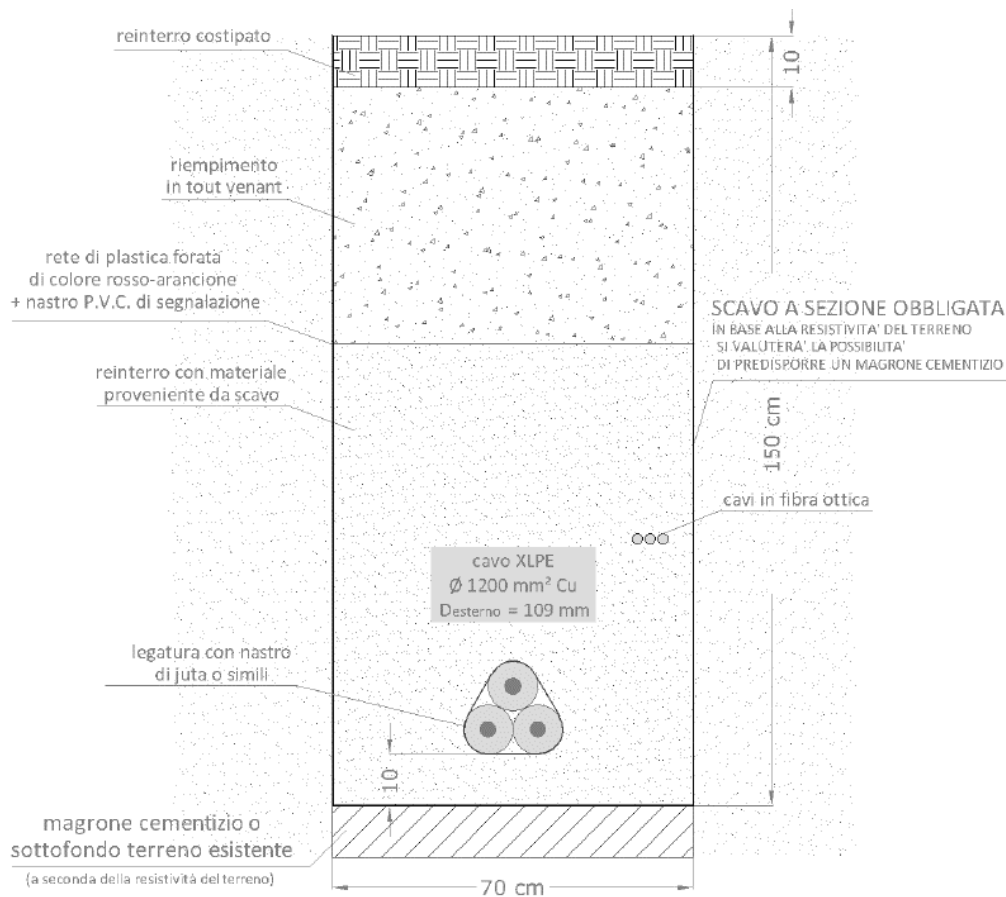 reinterro costipato
10
riempimento
in tout venant
rete di plastica forata
di colore rosso-arancione
+ nastro P.V.C. di segnalazione
SCAVO A SEZIONE OBBLIGATA
IN BASE ALLA RESISTIVITA' DEL TERRENO
SI VALUTERA' LA POSSIBILITA'
DI PREDISPORRE UN MAGRONE CEMENTIZIO
reinterro con materiale
proveniente da scavo
150 cm
cavi in fibra ottica
cavo XLPE
Ø 1200 mm² Cu
Desterno = 109 mm
legatura con nastro
di juta o simili
10
magrone cementizio o
sottofondo terreno esistente
(a seconda della resistività del terreno)
70 cm